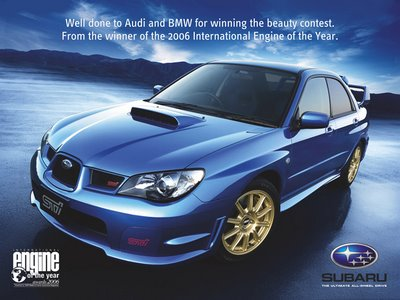 Well done to Audi and BMW for winning the beauty contest.
From the winner of the 2006 International Engine of the Year.
STI
STI
INTERNATIONAL
engine
of the year
awards 2006
SUBARU
THE ULTIMATE ALL-WHEEL DRIVE